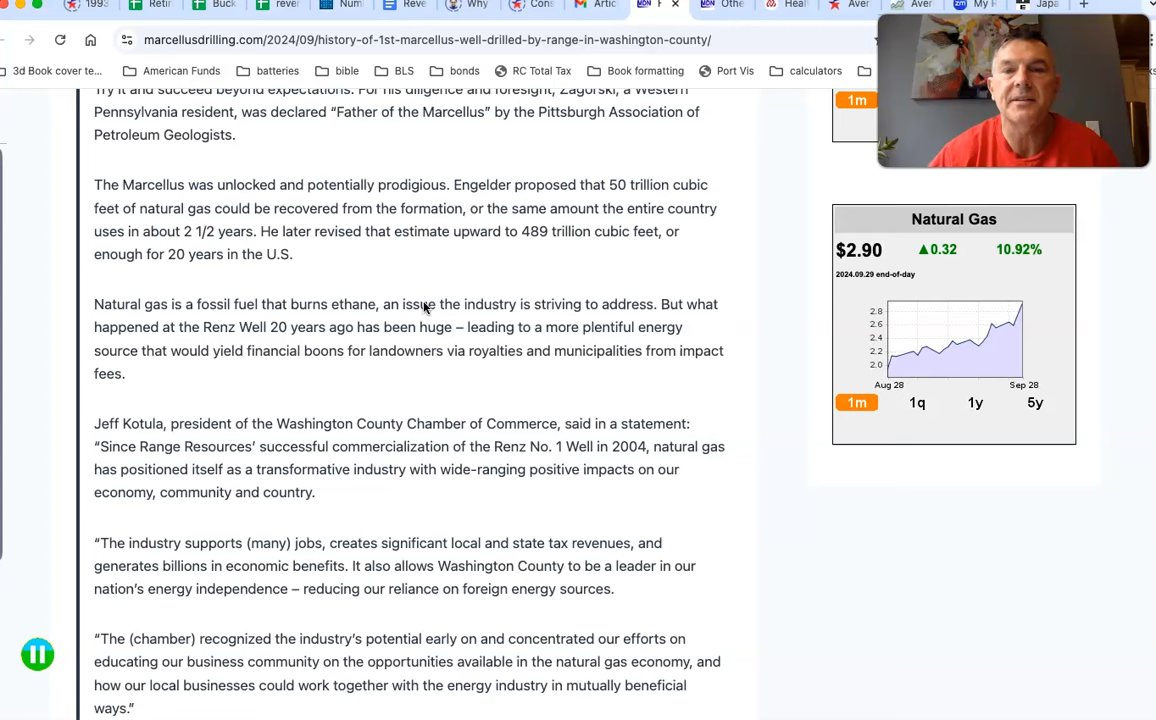 1993
Retir
Buck
rever
Num
Reve
Why
Cons
Artic
F
Othe
Heal
Aver
Aver
My R
Japa
marcellusdrilling.com/2024/09/history-of-1st-marcellus-well-drilled-by-range-in-washington-county/
3d Book cover te...
American Funds
batteries
bible
BLS
bonds
RC Total Tax
Book formatting
Port Vis
calculators
Try it and succeed beyond expectations. For his diligence and foresight, Zagorski, a Western
Pennsylvania resident, was declared “Father of the Marcellus” by the Pittsburgh Association of
Petroleum Geologists.
The Marcellus was unlocked and potentially prodigious. Engelder proposed that 50 trillion cubic
feet of natural gas could be recovered from the formation, or the same amount the entire country
uses in about 2 1/2 years. He later revised that estimate upward to 489 trillion cubic feet, or
enough for 20 years in the U.S.
Natural gas is a fossil fuel that burns ethane, an issue the industry is striving to address. But what
happened at the Renz Well 20 years ago has been huge – leading to a more plentiful energy
source that would yield financial boons for landowners via royalties and municipalities from impact
fees.
Jeff Kotula, president of the Washington County Chamber of Commerce, said in a statement:
“Since Range Resources’ successful commercialization of the Renz No. 1 Well in 2004, natural gas
has positioned itself as a transformative industry with wide-ranging positive impacts on our
economy, community and country.
“The industry supports (many) jobs, creates significant local and state tax revenues, and
generates billions in economic benefits. It also allows Washington County to be a leader in our
nation’s energy independence – reducing our reliance on foreign energy sources.
“The (chamber) recognized the industry’s potential early on and concentrated our efforts on
educating our business community on the opportunities available in the natural gas economy, and
how our local businesses could work together with the energy industry in mutually beneficial
ways.”
1m
Natural Gas
$2.90 ▲0.32 10.92%
2024.09.29 end-of-day
2.8
2.6
2.4
2.2
2.0
Aug 28 Sep 28
1m 1q 1y 5y